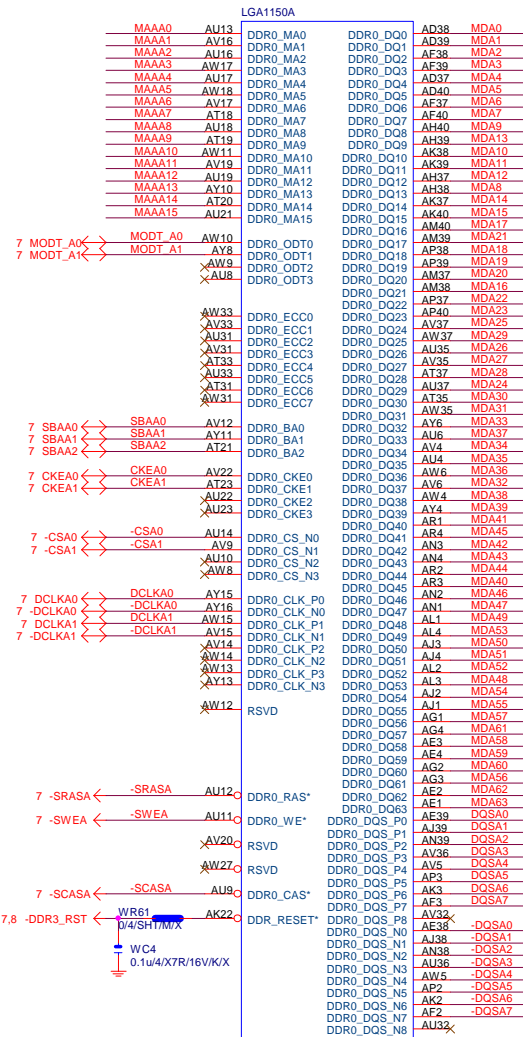 LGA1150A
MAAA0 AU13 DDR0_MA0
MAAA1 AV16 DDR0_MA1
MAAA2 AU16 DDR0_MA2
MAAA3 AW17 DDR0_MA3
MAAA4 AU17 DDR0_MA4
MAAA5 AW18 DDR0_MA5
MAAA6 AV17 DDR0_MA6
MAAA7 AT18 DDR0_MA7
MAAA8 AU18 DDR0_MA8
MAAA9 AT19 DDR0_MA9
MAAA10 AW11 DDR0_MA10
MAAA11 AV19 DDR0_MA11
MAAA12 AU19 DDR0_MA12
MAAA13 AY10 DDR0_MA13
MAAA14 AT20 DDR0_MA14
MAAA15 AU21 DDR0_MA15
7 MODT_A0 MODT_A0 AW10 DDR0_ODT0
7 MODT_A1 MODT_A1 AY8 DDR0_ODT1
AW9 DDR0_ODT2
AU8 DDR0_ODT3
AW33 DDR0_ECC0
AV33 DDR0_ECC1
AU31 DDR0_ECC2
AV31 DDR0_ECC3
AT33 DDR0_ECC4
AU33 DDR0_ECC5
AT31 DDR0_ECC6
AW31 DDR0_ECC7
7 SBAA0 SBAA0 AV12 DDR0_BA0
7 SBAA1 SBAA1 AY11 DDR0_BA1
7 SBAA2 SBAA2 AT21 DDR0_BA2
7 CKEA0 CKEA0 AV22 DDR0_CKE0
7 CKEA1 CKEA1 AT23 DDR0_CKE1
AU22 DDR0_CKE2
AU23 DDR0_CKE3
7 -CSA0 -CSA0 AU14 DDR0_CS_N0
7 -CSA1 -CSA1 AV9 DDR0_CS_N1
AU10 DDR0_CS_N2
AW8 DDR0_CS_N3
7 DCLKA0 DCLKA0 AY15 DDR0_CLK_P0
7 -DCLKA0 -DCLKA0 AY16 DDR0_CLK_N0
7 DCLKA1 DCLKA1 AW15 DDR0_CLK_P1
7 -DCLKA1 -DCLKA1 AV15 DDR0_CLK_N1
AV14 DDR0_CLK_P2
AW14 DDR0_CLK_N2
AW13 DDR0_CLK_P3
AY13 DDR0_CLK_N3
AW12 RSVD
7 -SRASA -SRASA AU12 DDR0_RAS*
7 -SWEA -SWEA AU11 DDR0_WE*
AV20 RSVD
AW27 RSVD
7 -SCASA -SCASA AU9 DDR0_CAS*
7,8 -DDR3_RST WR61 AK22 DDR_RESET*
0/4/SHT/M/X
WC4
0.1u/4/X7R/16V/K/X
DDR0_DQ0 AD38 MDA0
DDR0_DQ1 AD39 MDA1
DDR0_DQ2 AF38 MDA2
DDR0_DQ3 AF39 MDA3
DDR0_DQ4 AD37 MDA4
DDR0_DQ5 AD40 MDA5
DDR0_DQ6 AF37 MDA6
DDR0_DQ7 AF40 MDA7
DDR0_DQ8 AH40 MDA9
DDR0_DQ9 AH39 MDA13
DDR0_DQ10 AK38 MDA10
DDR0_DQ11 AK39 MDA11
DDR0_DQ12 AH37 MDA12
DDR0_DQ13 AH38 MDA8
DDR0_DQ14 AK37 MDA14
DDR0_DQ15 AK40 MDA15
DDR0_DQ16 AM40 MDA17
DDR0_DQ17 AM39 MDA21
DDR0_DQ18 AP38 MDA18
DDR0_DQ19 AP39 MDA19
DDR0_DQ20 AM37 MDA20
DDR0_DQ21 AM38 MDA16
DDR0_DQ22 AP37 MDA22
DDR0_DQ23 AP40 MDA23
DDR0_DQ24 AV37 MDA25
DDR0_DQ25 AW37 MDA29
DDR0_DQ26 AU35 MDA26
DDR0_DQ27 AV35 MDA27
DDR0_DQ28 AT37 MDA28
DDR0_DQ29 AU37 MDA24
DDR0_DQ30 AT35 MDA30
DDR0_DQ31 AW35 MDA31
DDR0_DQ32 AY6 MDA33
DDR0_DQ33 AU6 MDA37
DDR0_DQ34 AV4 MDA34
DDR0_DQ35 AU4 MDA35
DDR0_DQ36 AW6 MDA36
DDR0_DQ37 AV6 MDA32
DDR0_DQ38 AW4 MDA38
DDR0_DQ39 AY4 MDA39
DDR0_DQ40 AR1 MDA41
DDR0_DQ41 AR4 MDA45
DDR0_DQ42 AN3 MDA42
DDR0_DQ43 AN4 MDA43
DDR0_DQ44 AR2 MDA44
DDR0_DQ45 AR3 MDA40
DDR0_DQ46 AN2 MDA46
DDR0_DQ47 AN1 MDA47
DDR0_DQ48 AL1 MDA49
DDR0_DQ49 AL4 MDA53
DDR0_DQ50 AJ3 MDA50
DDR0_DQ51 AJ4 MDA51
DDR0_DQ52 AL2 MDA52
DDR0_DQ53 AL3 MDA48
DDR0_DQ54 AJ2 MDA54
DDR0_DQ55 AJ1 MDA55
DDR0_DQ56 AG1 MDA57
DDR0_DQ57 AG4 MDA61
DDR0_DQ58 AE3 MDA58
DDR0_DQ59 AE4 MDA59
DDR0_DQ60 AG2 MDA60
DDR0_DQ61 AG3 MDA56
DDR0_DQ62 AE2 MDA62
DDR0_DQ63 AE1 MDA63
DDR0_DQS_P0 AE39 DQSA0
DDR0_DQS_P1 AJ39 DQSA1
DDR0_DQS_P2 AN39 DQSA2
DDR0_DQS_P3 AV36 DQSA3
DDR0_DQS_P4 AV5 DQSA4
DDR0_DQS_P5 AP3 DQSA5
DDR0_DQS_P6 AK3 DQSA6
DDR0_DQS_P7 AF3 DQSA7
DDR0_DQS_P8 AV32
DDR0_DQS_N0 AE38 -DQSA0
DDR0_DQS_N1 AJ38 -DQSA1
DDR0_DQS_N2 AN38 -DQSA2
DDR0_DQS_N3 AU36 -DQSA3
DDR0_DQS_N4 AW5 -DQSA4
DDR0_DQS_N5 AP2 -DQSA5
DDR0_DQS_N6 AK2 -DQSA6
DDR0_DQS_N7 AF2 -DQSA7
DDR0_DQS_N8 AU32